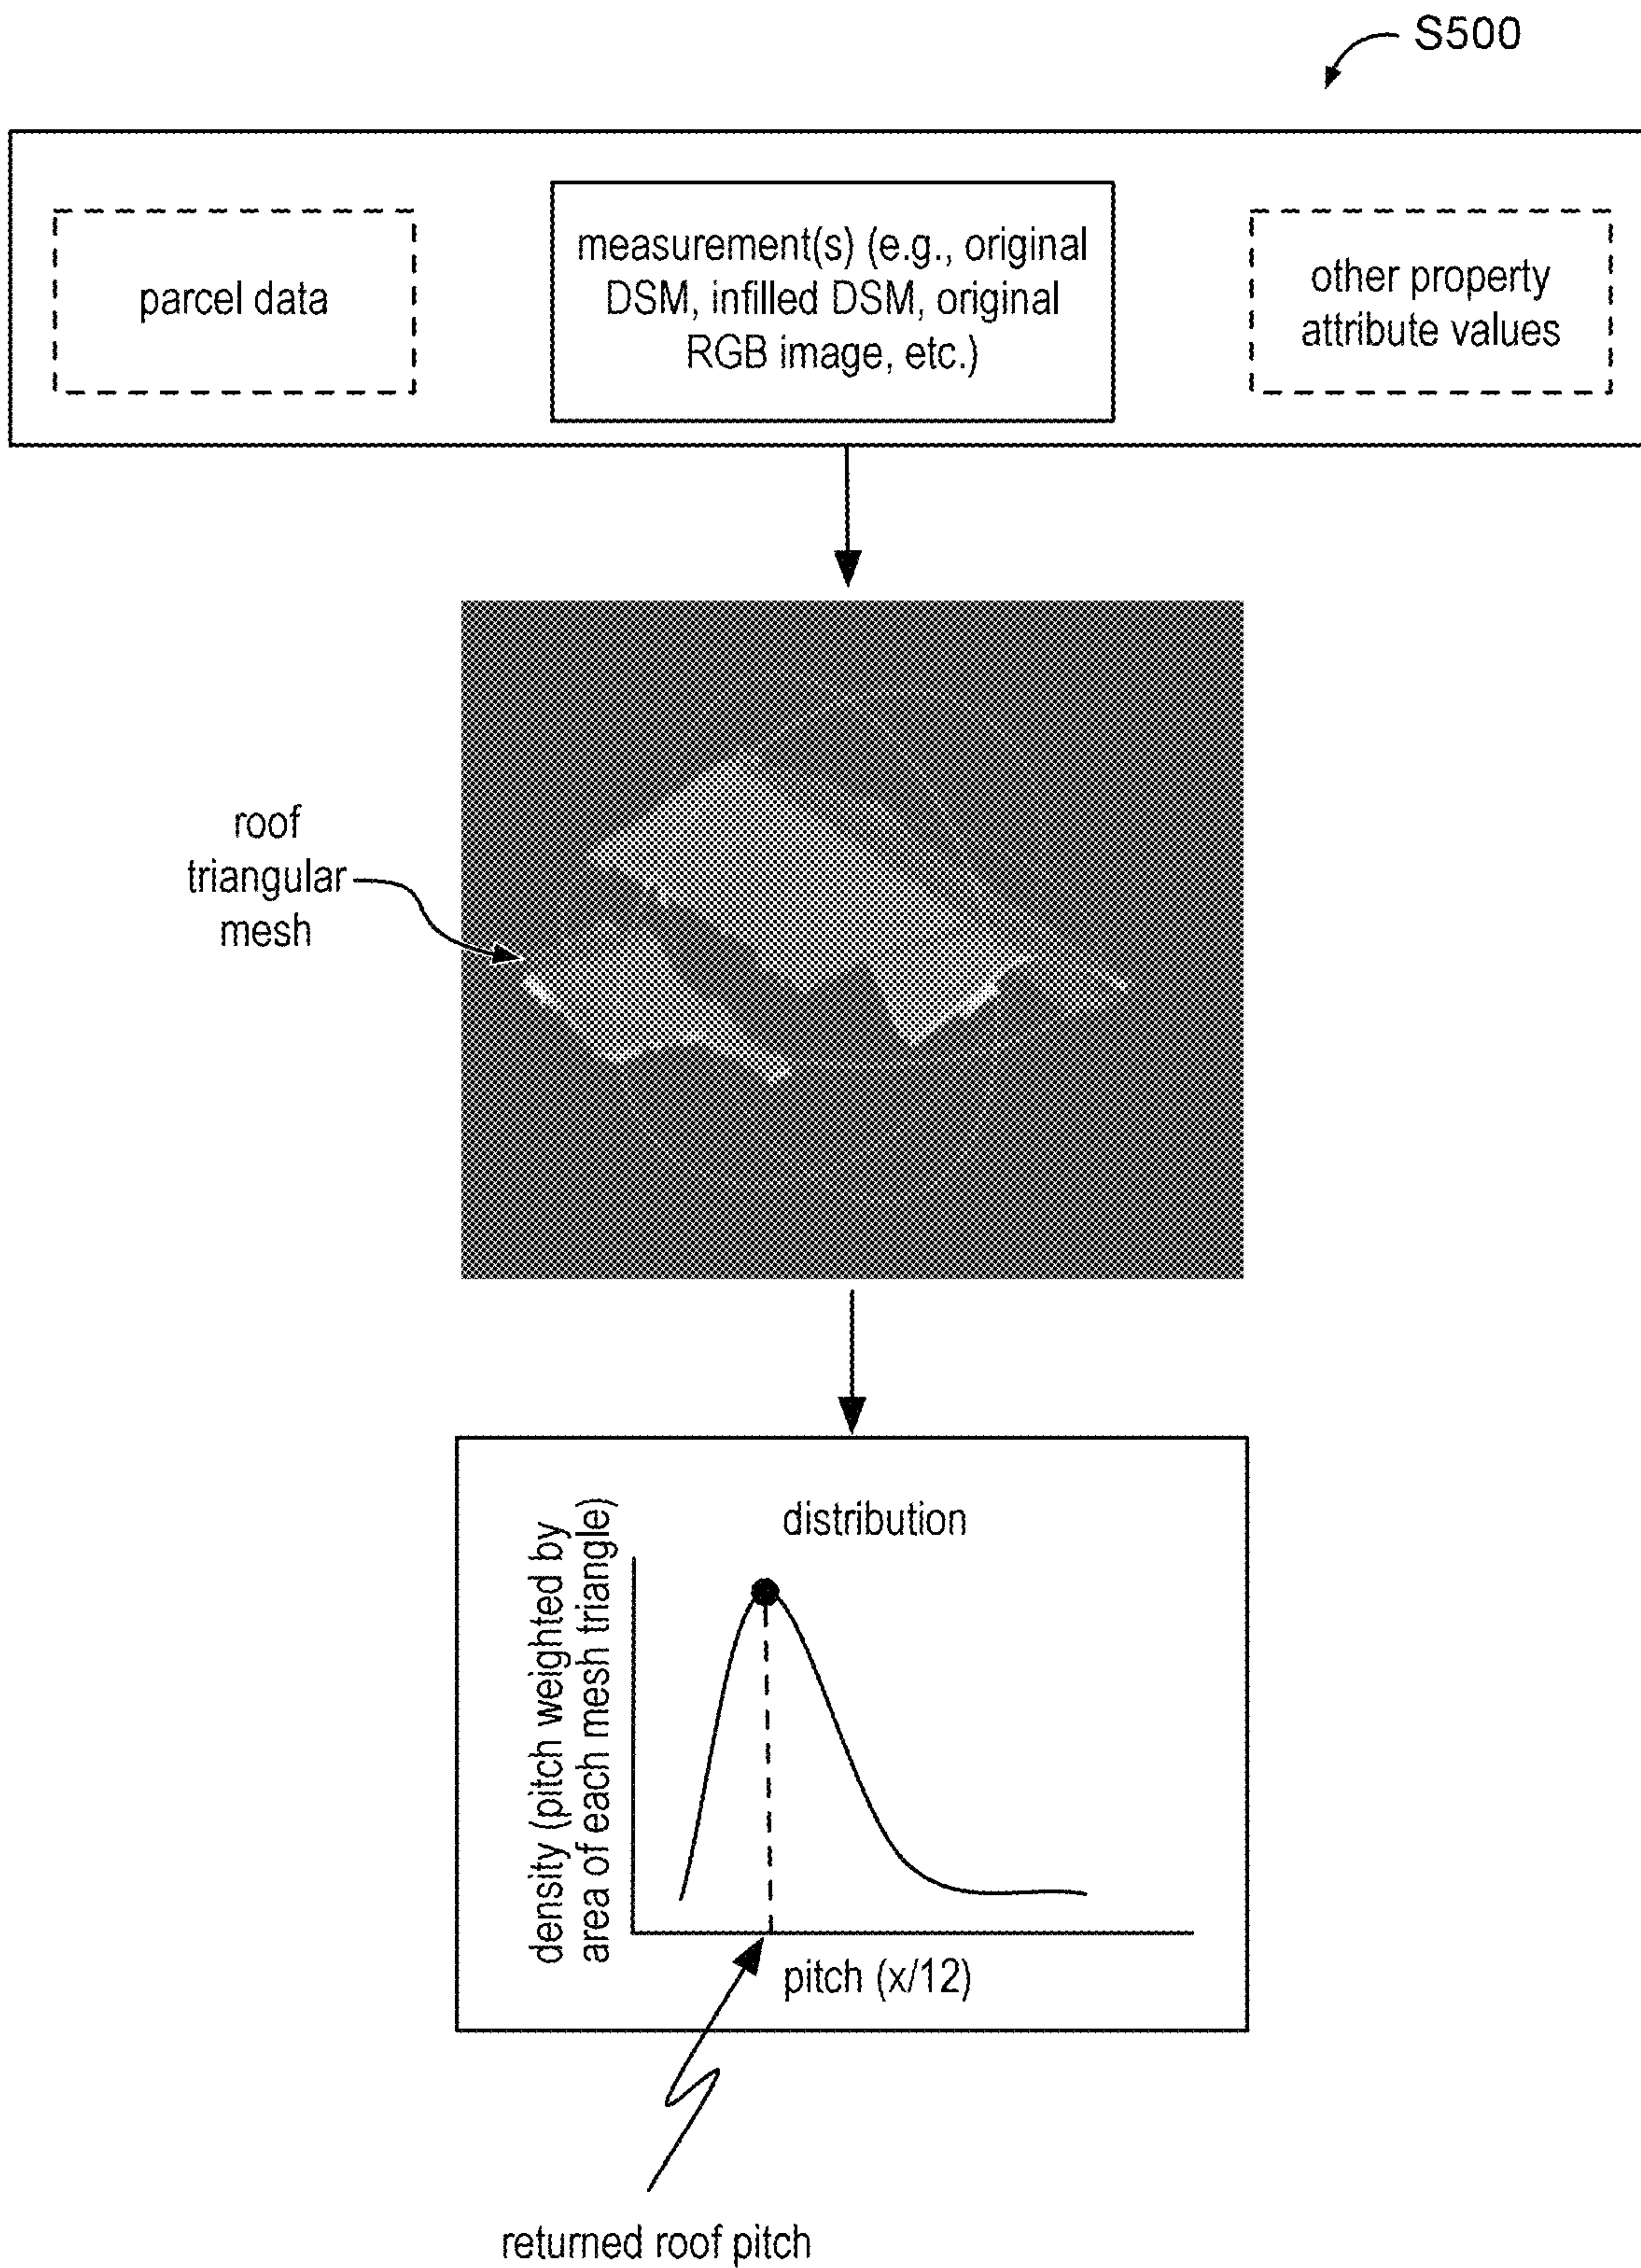 S500
parcel data
measurement(s) (e.g., original
DSM, infilled DSM, original
RGB image, etc.)
other property
attribute values
roof
triangular
mesh
distribution
density (pitch weighted by
area of each mesh triangle)
pitch (x/12)
returned roof pitch